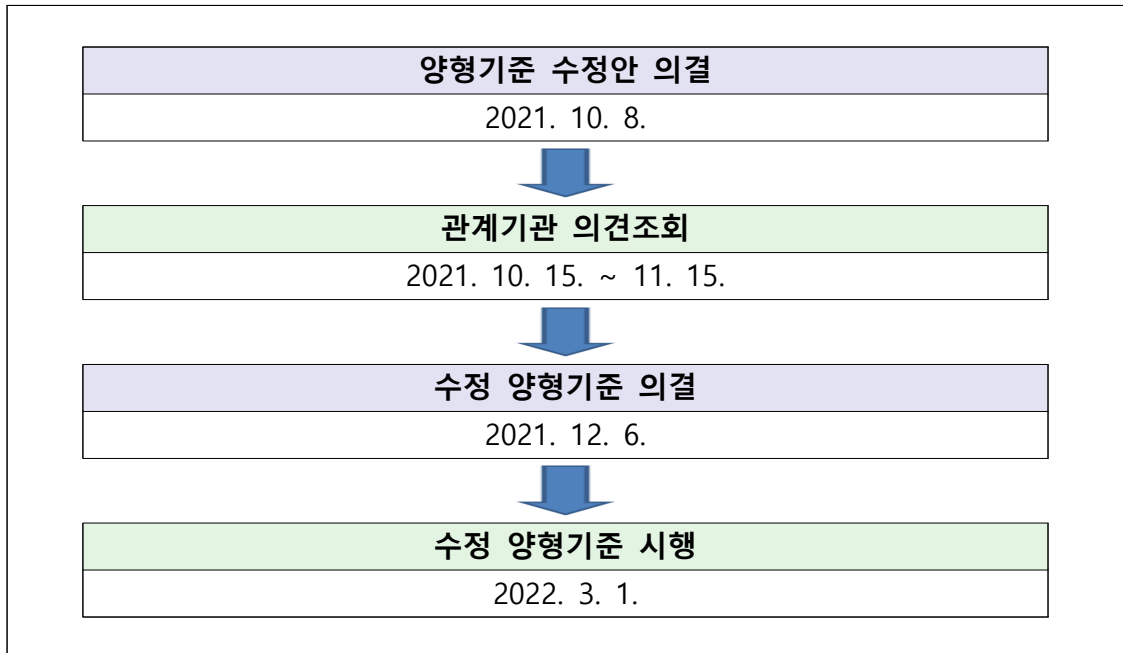 양형기준 수정안 의결
2021. 10. 8.
관계기관 의견조회
2021. 10. 15. ~ 11. 15.
수정 양형기준 의결
2021. 12. 6.
수정 양형기준 시행
2022. 3. 1.